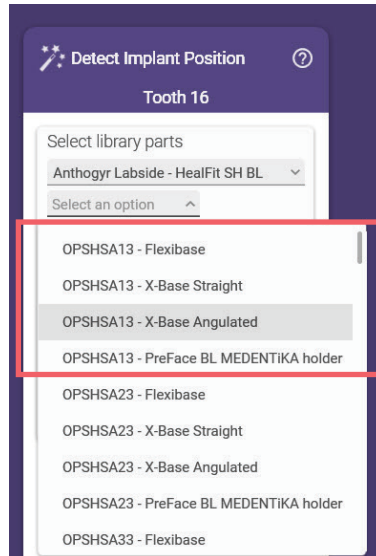 Detect Implant Position
Tooth 16
Select library parts
Anthogyr Labside - HealFit SH BL
Select an option
OPSHSA13 - Flexibase
OPSHSA13 - X-Base Straight
OPSHSA13 - X-Base Angulated
OPSHSA13 - PreFace BL MEDENTiKA holder
OPSHSA23 - Flexibase
OPSHSA23 - X-Base Straight
OPSHSA23 - X-Base Angulated
OPSHSA23 - PreFace BL MEDENTiKA holder
OPSHSA33 - Flexibase